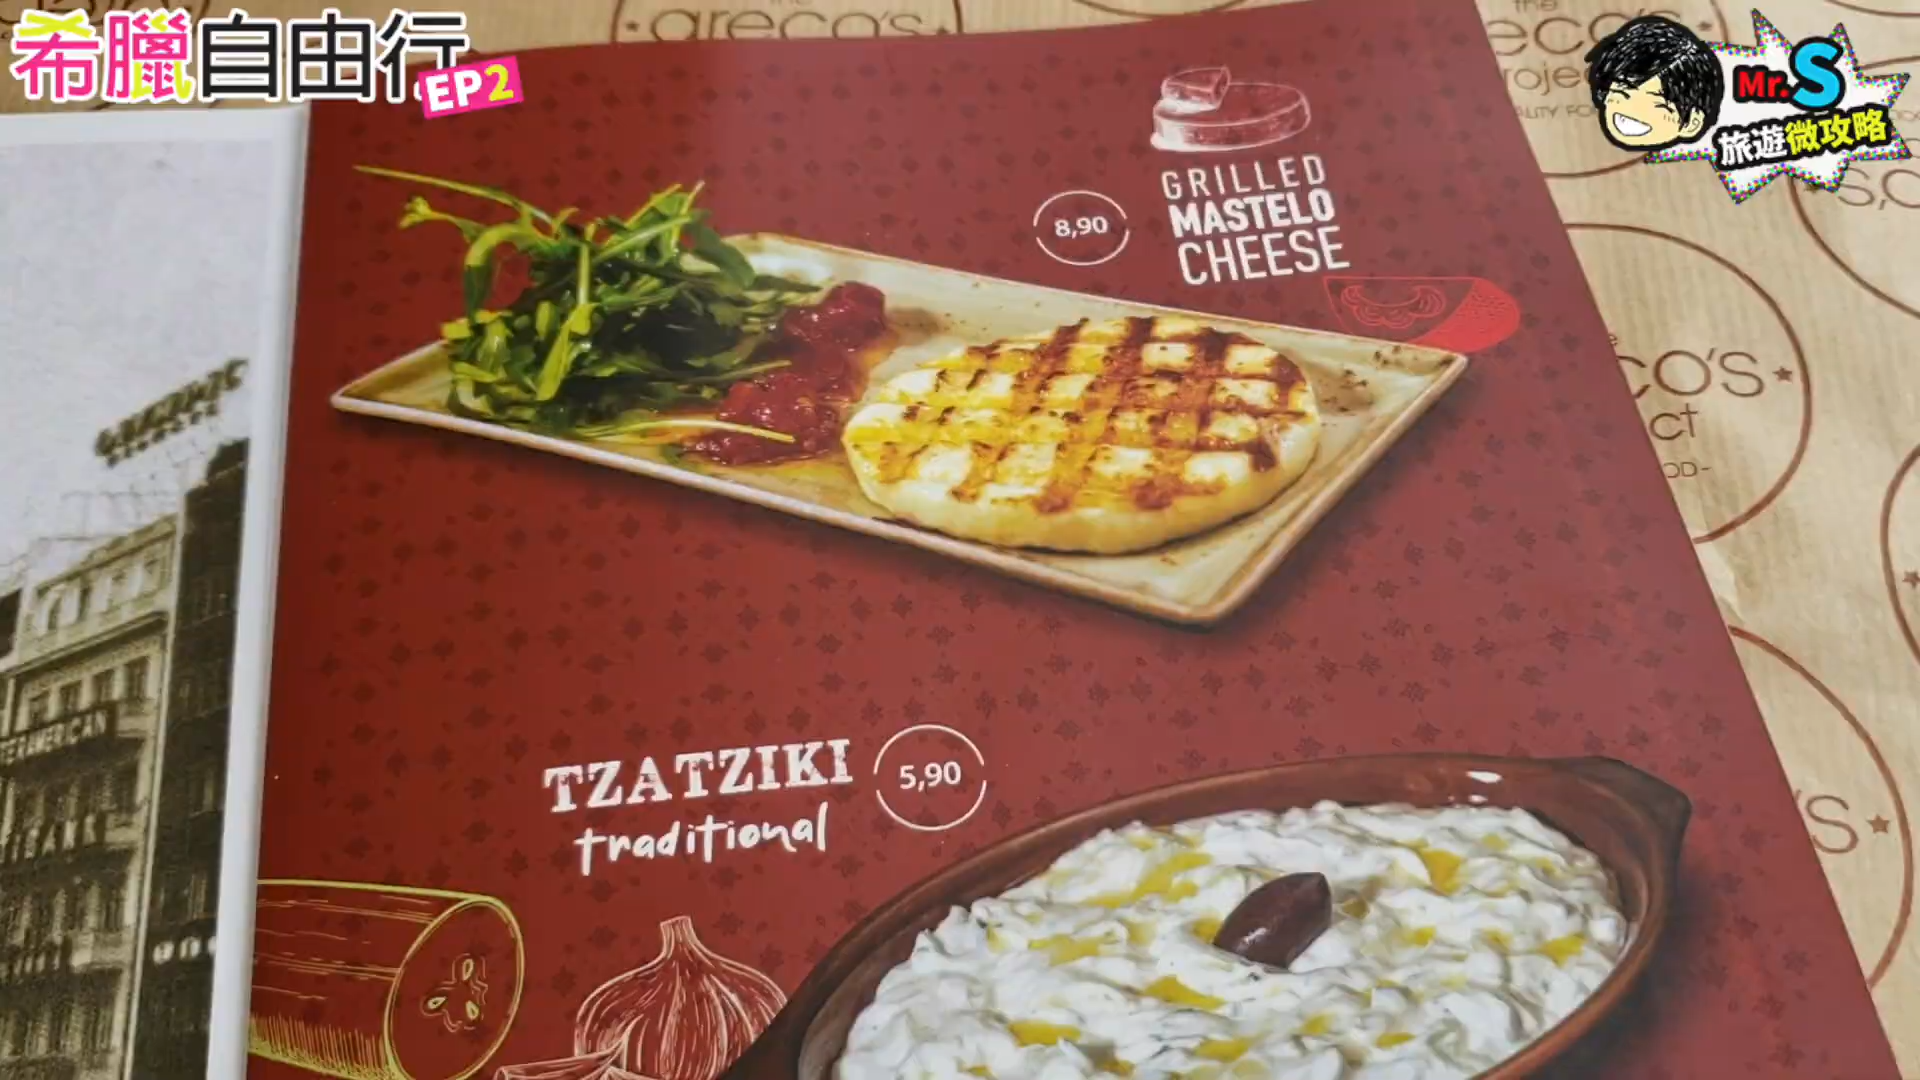 希臘自由行
EP2
Mr.S
旅遊微攻略
greco's
GRILLED
MASTELO
CHEESE
8,90
TZATZIKI
traditional
5,90